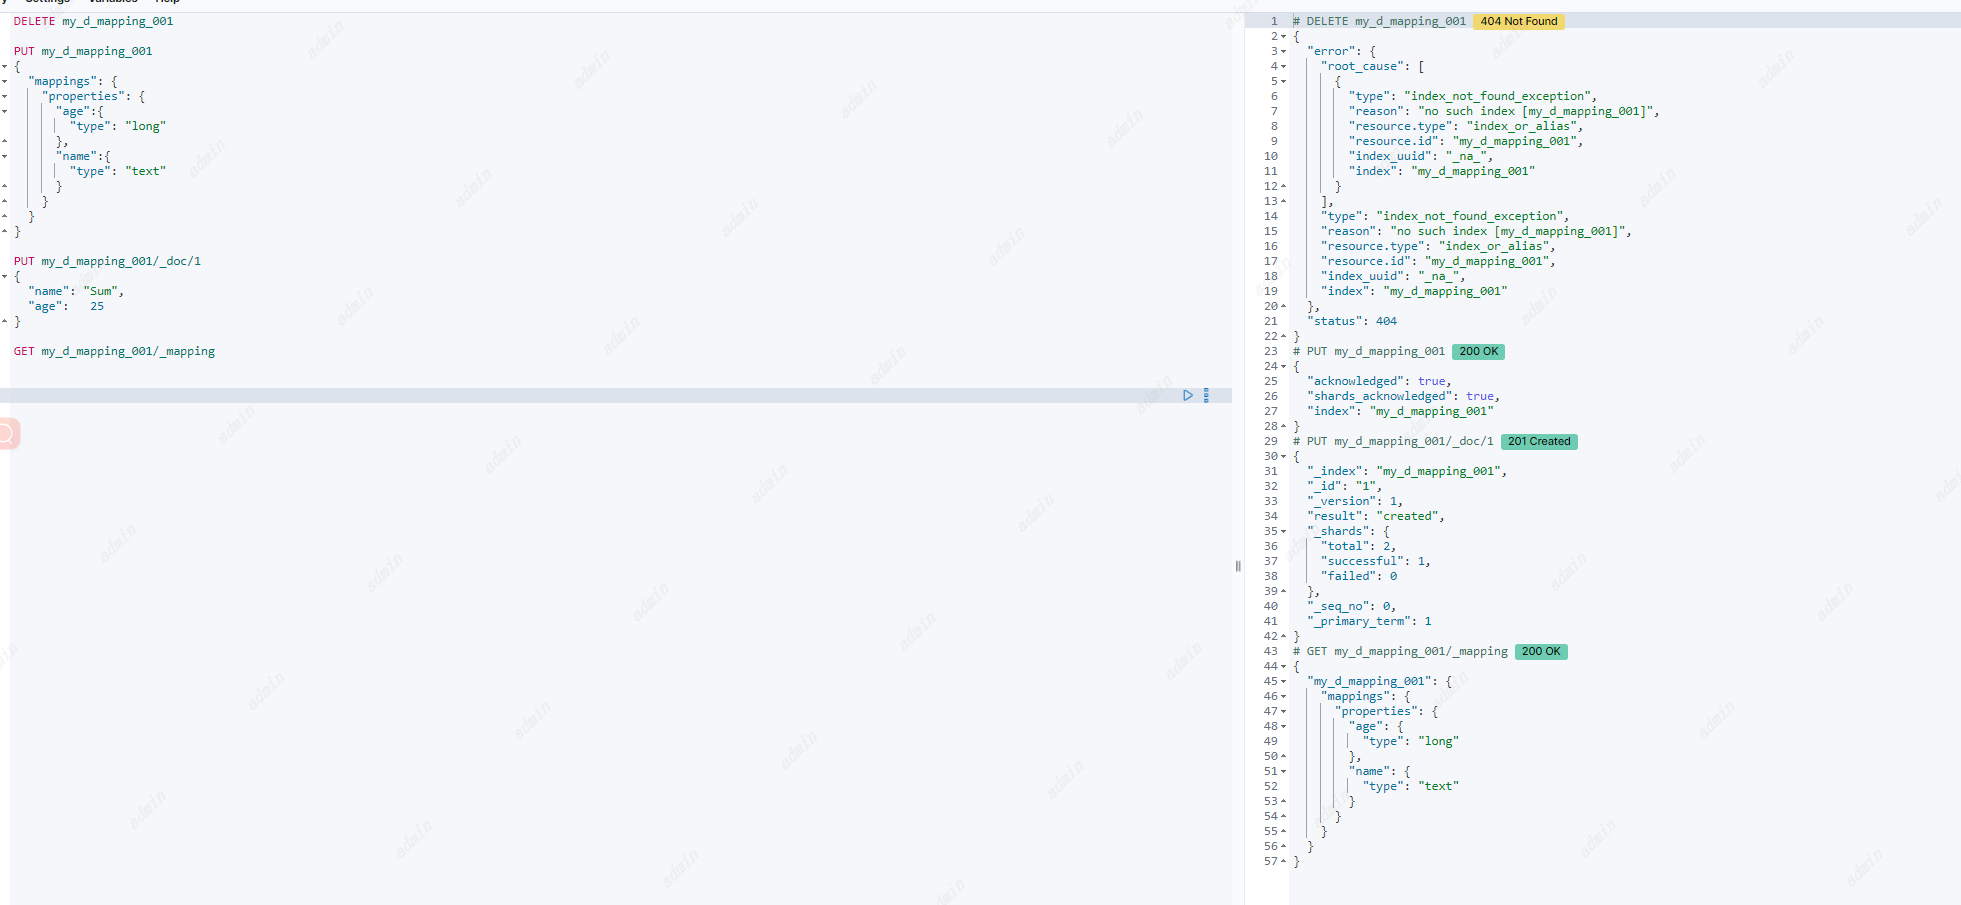 Settings Variables Help
DELETE my_d_mapping_001
PUT my_d_mapping_001
{
"mappings": {
"properties": {
"age":{
"type": "long"
},
"name":{
"type": "text"
}
}
}
}
PUT my_d_mapping_001/_doc/1
{
"name": "Sum",
"age": 25
}
GET my_d_mapping_001/_mapping
1 # DELETE my_d_mapping_001 404 Not Found
2 {
3 "error": {
4 "root_cause": [
5 {
6 "type": "index_not_found_exception",
7 "reason": "no such index [my_d_mapping_001]",
8 "resource.type": "index_or_alias",
9 "resource.id": "my_d_mapping_001",
10 "index_uuid": "_na_",
11 "index": "my_d_mapping_001"
12 }
13 ],
14 "type": "index_not_found_exception",
15 "reason": "no such index [my_d_mapping_001]",
16 "resource.type": "index_or_alias",
17 "resource.id": "my_d_mapping_001",
18 "index_uuid": "_na_",
19 "index": "my_d_mapping_001"
20 },
21 "status": 404
22 }
23 # PUT my_d_mapping_001 200 OK
24 {
25 "acknowledged": true,
26 "shards_acknowledged": true,
27 "index": "my_d_mapping_001"
28 }
29 # PUT my_d_mapping_001/_doc/1 201 Created
30 {
31 "_index": "my_d_mapping_001",
32 "_id": "1",
33 "_version": 1,
34 "result": "created",
35 "_shards": {
36 "total": 2,
37 "successful": 1,
38 "failed": 0
39 },
40 "_seq_no": 0,
41 "_primary_term": 1
42 }
43 # GET my_d_mapping_001/_mapping 200 OK
44 {
45 "my_d_mapping_001": {
46 "mappings": {
47 "properties": {
48 "age": {
49 "type": "long"
50 },
51 "name": {
52 "type": "text"
53 }
54 }
55 }
56 }
57 }
admin